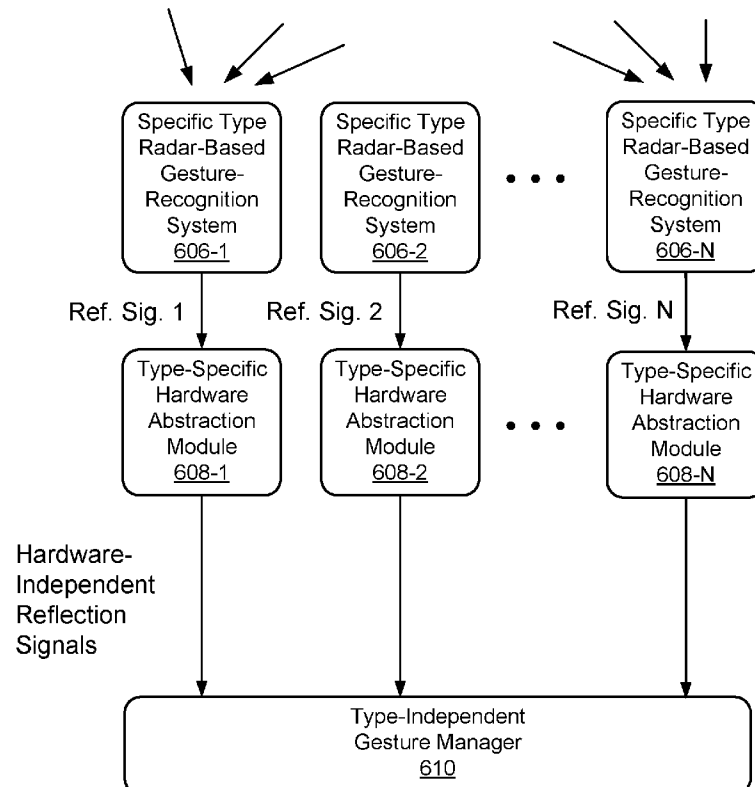 Specific Type
Radar-Based
Gesture-
Recognition
System
606-1
Specific Type
Radar-Based
Gesture-
Recognition
System
606-2
Specific Type
Radar-Based
Gesture-
Recognition
System
606-N
Ref. Sig. 1
Ref. Sig. 2
Ref. Sig. N
Type-Specific
Hardware
Abstraction
Module
608-1
Type-Specific
Hardware
Abstraction
Module
608-2
Type-Specific
Hardware
Abstraction
Module
608-N
Hardware-
Independent
Reflection
Signals
Type-Independent
Gesture Manager
610